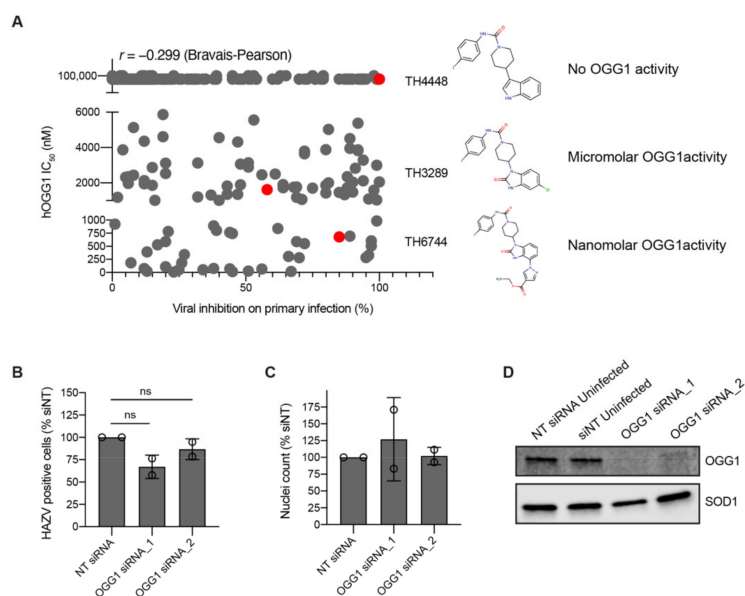 A
r = −0.299 (Bravais-Pearson)
hOGG1 IC50 (nM)
100,000
6000
4000
2000
1000
750
500
250
0
0 50 100
Viral inhibition on primary infection (%)
TH4448
No OGG1 activity
TH3289
Micromolar OGG1activity
TH6744
Nanomolar OGG1activity
B
HAZV positive cells (% siNT)
150
125
100
75
50
25
0
ns
ns
NT siRNA
OGG1 siRNA_1
OGG1 siRNA_2
C
Nuclei count (% siNT)
175
150
125
100
75
50
25
0
NT siRNA
OGG1 siRNA_1
OGG1 siRNA_2
D
NT siRNA Uninfected
siNT Uninfected
OGG1 siRNA_1
OGG1 siRNA_2
OGG1
SOD1